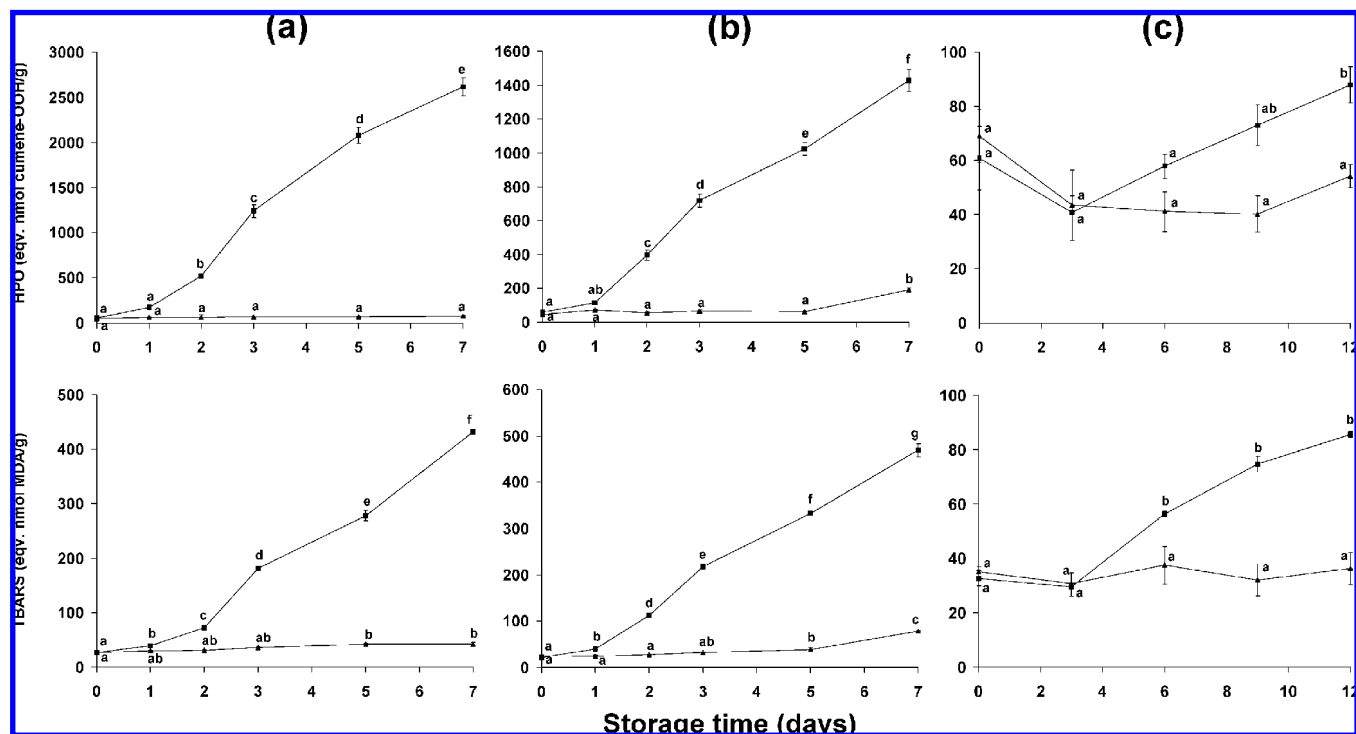 (a) (b) (c)
HPO (eqv. nmol cumene-OOH/g)
3000
2500
2000
1500
1000
500
0
a a b c d e
a a a a a a
0 1 2 3 4 5 6 7
1600
1400
1200
1000
800
600
400
200
0
a ab c d e f
a a a a a b
0 1 2 3 4 5 6 7
100
80
60
40
20
0
a a a ab b
a a a a a
0 2 4 6 8 10 12
TBARS (eqv. nmol MDA/g)
500
400
300
200
100
0
a b c d e f
a ab ab ab b b
0 1 2 3 4 5 6 7
600
500
400
300
200
100
0
a b d e f g
a a a ab b c
0 1 2 3 4 5 6 7
100
80
60
40
20
0
a a b b b
a a a a a
0 2 4 6 8 10 12
Storage time (days)